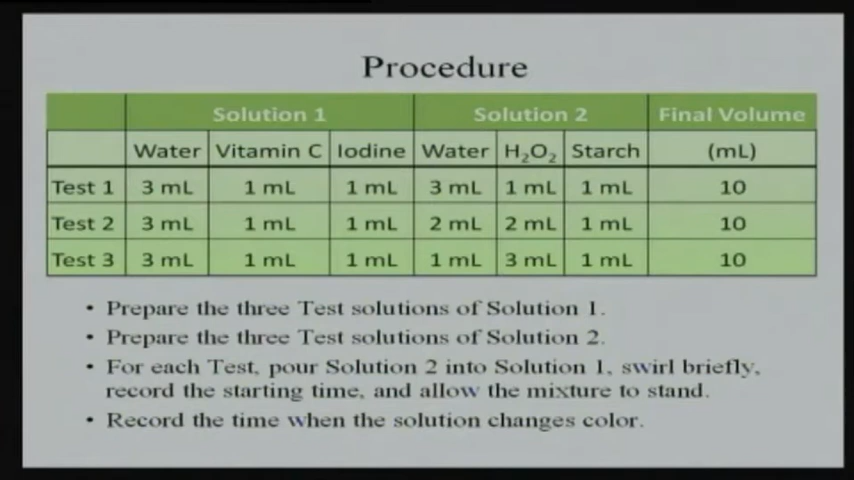 Procedure
Solution 1 Solution 2 Final Volume
Water Vitamin C Iodine Water H₂O₂ Starch (mL)
Test 1 3 mL 1 mL 1 mL 3 mL 1 mL 1 mL 10
Test 2 3 mL 1 mL 1 mL 2 mL 2 mL 1 mL 10
Test 3 3 mL 1 mL 1 mL 1 mL 3 mL 1 mL 10
• Prepare the three Test solutions of Solution 1.
• Prepare the three Test solutions of Solution 2.
• For each Test, pour Solution 2 into Solution 1, swirl briefly,
record the starting time, and allow the mixture to stand.
• Record the time when the solution changes color.